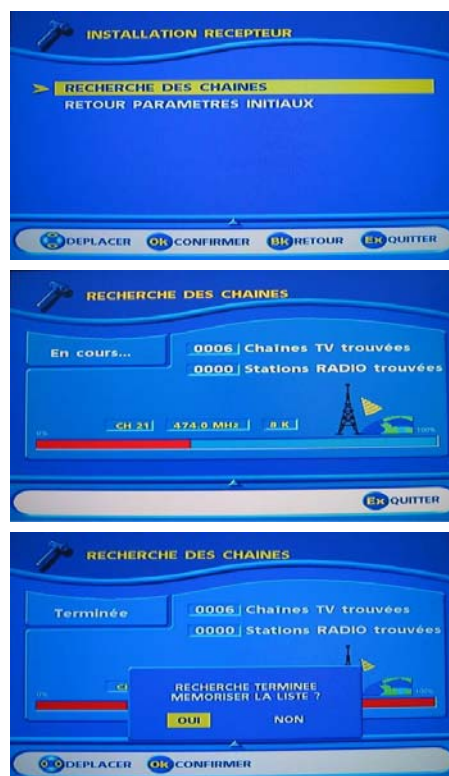 INSTALLATION RECEPTEUR
RECHERCHE DES CHAINES
RETOUR PARAMETRES INITIAUX
DEPLACER Ok CONFIRMER Bk RETOUR Ex QUITTER
RECHERCHE DES CHAINES
En cours...
0006 Chaînes TV trouvées
0000 Stations RADIO trouvées
CH 21 474.0 MHz 8 K
0% 100%
Ex QUITTER
RECHERCHE DES CHAINES
Terminée
0006 Chaînes TV trouvées
0000 Stations RADIO trouvées
0% 100%
RECHERCHE TERMINEE
MEMORISER LA LISTE ?
OUI NON
DEPLACER Ok CONFIRMER